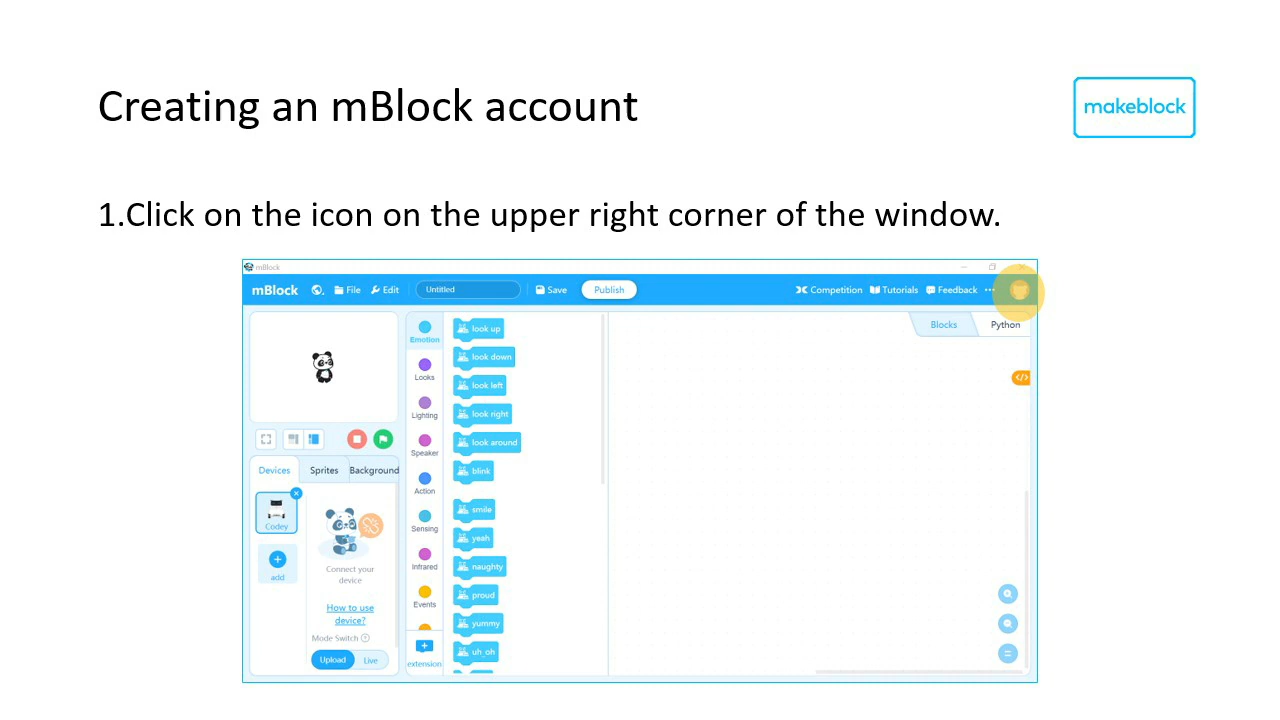 Creating an mBlock account
makeblock
1.Click on the icon on the upper right corner of the window.
mBlock
mBlock
File
Edit
Untitled
Save
Publish
Competition
Tutorials
Feedback
Blocks
Python
Emotion
Looks
Lighting
Speaker
Action
Sensing
Infrared
Events
extension
look up
look down
look left
look right
look around
blink
smile
yeah
naughty
proud
yummy
uh_oh
Devices
Sprites
Background
Codey
add
Connect your
device
How to use
device?
Mode Switch
Upload
Live